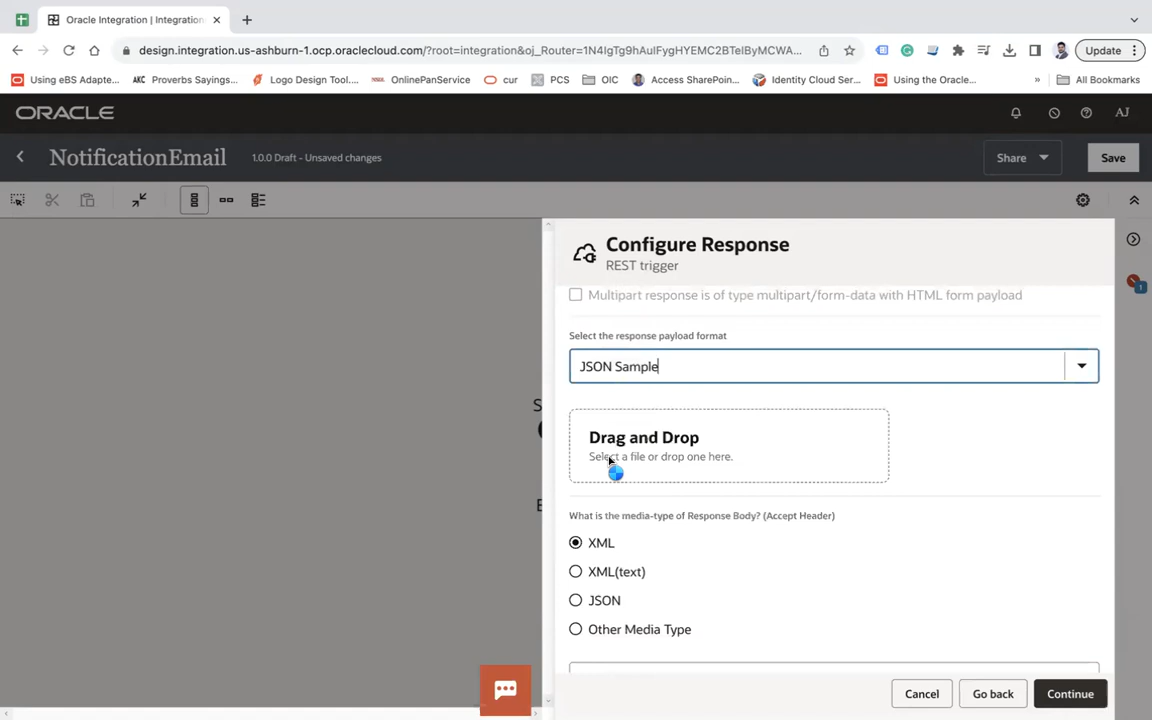 Oracle Integration | Integration
design.integration.us-ashburn-1.ocp.oraclecloud.com/?root=integration&oj_Router=1N4IgTg9hAulFygHYEMC2BTeIByMCWA...
Update
Using eBS Adapte...
AKC
Proverbs Sayings...
Logo Design Tool....
OnlinePanService
cur
PCS
OIC
Access SharePoin...
Identity Cloud Ser...
Using the Oracle...
»
All Bookmarks
ORACLE
AJ
NotificationEmail
1.0.0 Draft - Unsaved changes
Share
Save
Configure Response
REST trigger
1
Multipart response is of type multipart/form-data with HTML form payload
Select the response payload format
JSON Sample
S
Drag and Drop
Select a file or drop one here.
E
What is the media-type of Response Body? (Accept Header)
XML
XML(text)
JSON
Other Media Type
Cancel
Go back
Continue